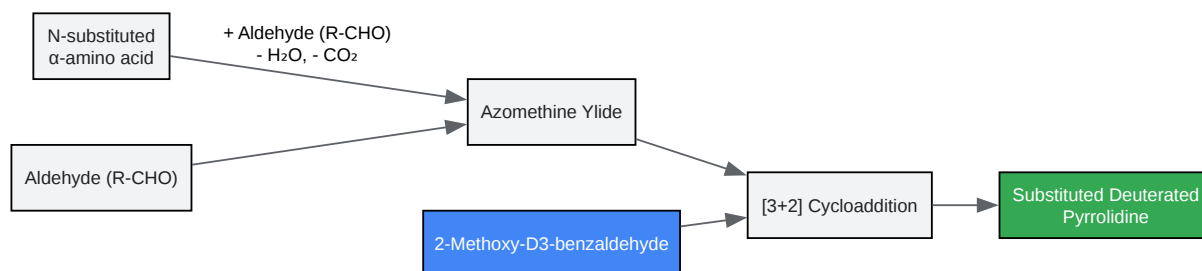 N-substituted
α-amino acid
+ Aldehyde (R-CHO)
- H₂O, - CO₂
Aldehyde (R-CHO)
Azomethine Ylide
2-Methoxy-D3-benzaldehyde
[3+2] Cycloaddition
Substituted Deuterated
Pyrrolidine